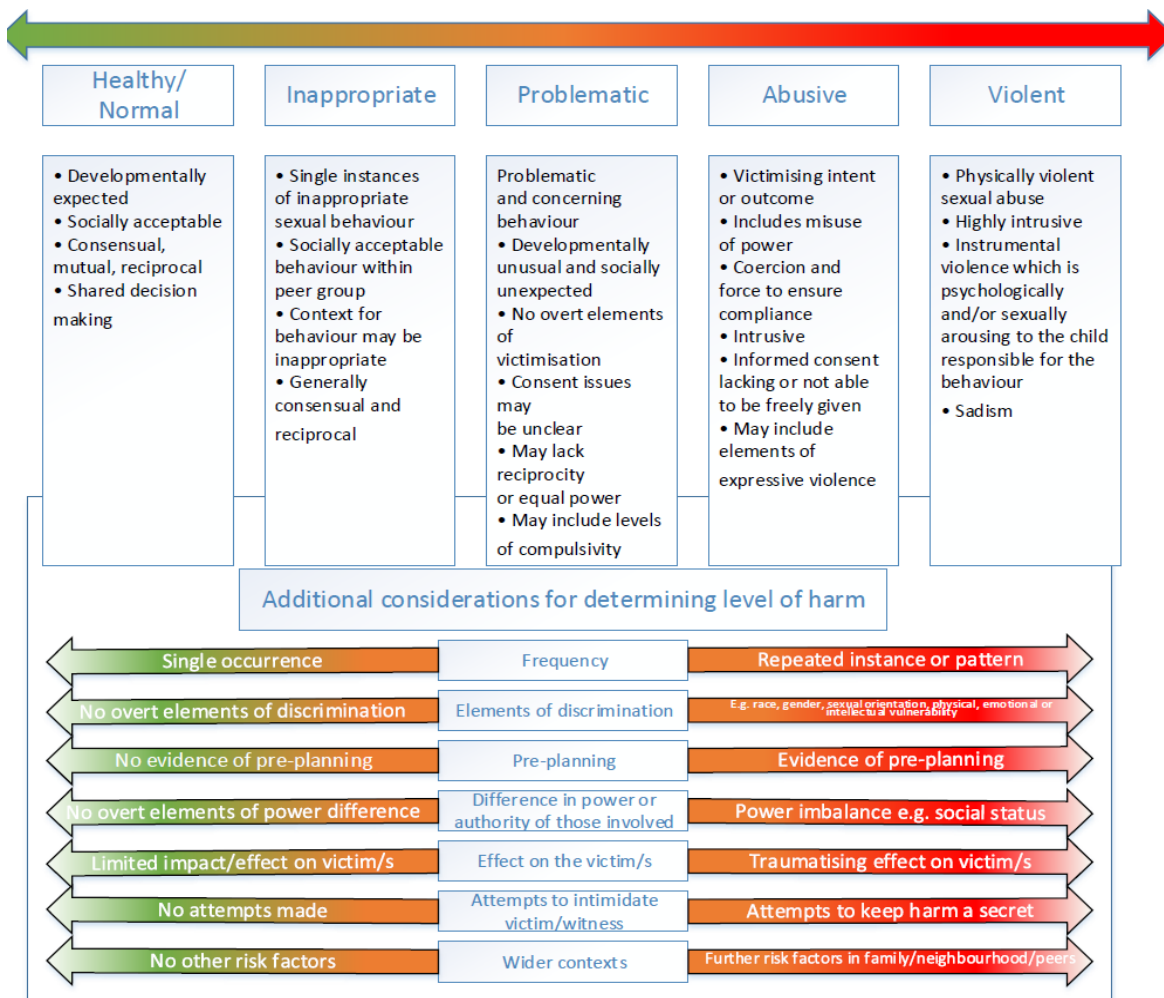 Healthy/
Normal
Inappropriate
Problematic
Abusive
Violent
• Developmentally
expected
• Socially acceptable
• Consensual,
mutual, reciprocal
• Shared decision
making
• Single instances
of inappropriate
sexual behaviour
• Socially acceptable
behaviour within
peer group
• Context for
behaviour may be
inappropriate
• Generally
consensual and
reciprocal
Problematic
and concerning
behaviour
• Developmentally
unusual and socially
unexpected
• No overt elements
of
victimisation
• Consent issues
may
be unclear
• May lack
reciprocity
or equal power
• May include levels
of compulsivity
• Victimising intent
or outcome
• Includes misuse
of power
• Coercion and
force to ensure
compliance
• Intrusive
• Informed consent
lacking or not able
to be freely given
• May include
elements of
expressive violence
• Physically violent
sexual abuse
• Highly intrusive
• Instrumental
violence which is
psychologically
and/or sexually
arousing to the child
responsible for the
behaviour
• Sadism
Additional considerations for determining level of harm
Single occurrence
Frequency
Repeated instance or pattern
No overt elements of discrimination
Elements of discrimination
E.g. race, gender, sexual orientation, physical, emotional or
intellectual vulnerability
No evidence of pre-planning
Pre-planning
Evidence of pre-planning
No overt elements of power difference
Difference in power or
authority of those involved
Power imbalance e.g. social status
Limited impact/effect on victim/s
Effect on the victim/s
Traumatising effect on victim/s
No attempts made
Attempts to intimidate
victim/witness
Attempts to keep harm a secret
No other risk factors
Wider contexts
Further risk factors in family/neighbourhood/peers